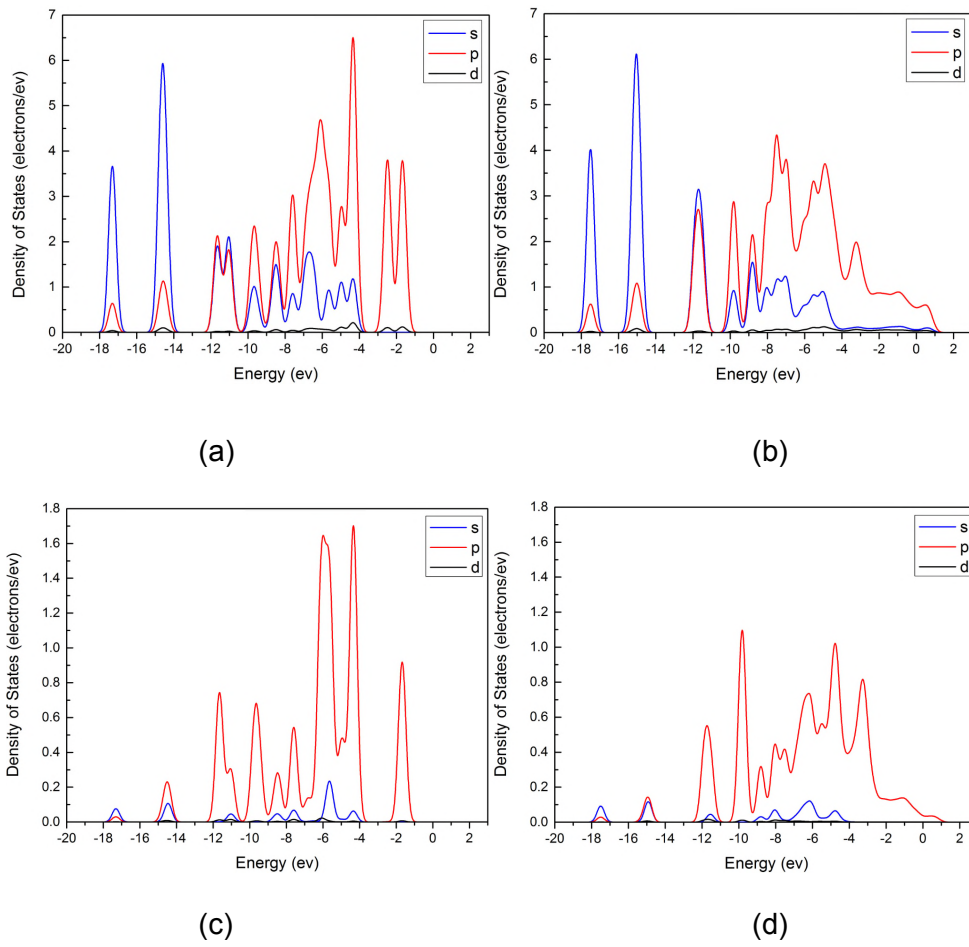 7
6
5
4
3
2
1
0
Density of States (electrons/ev)
s
p
d
-20 -18 -16 -14 -12 -10 -8 -6 -4 -2 0 2
Energy (ev)
(a)
7
6
5
4
3
2
1
0
Density of States (electrons/ev)
s
p
d
-20 -18 -16 -14 -12 -10 -8 -6 -4 -2 0 2
Energy (ev)
(b)
1.8
1.6
1.4
1.2
1.0
0.8
0.6
0.4
0.2
0.0
Density of States (electrons/ev)
s
p
d
-20 -18 -16 -14 -12 -10 -8 -6 -4 -2 0 2
Energy (ev)
(c)
1.8
1.6
1.4
1.2
1.0
0.8
0.6
0.4
0.2
0.0
Density of States (electrons/ev)
s
p
d
-20 -18 -16 -14 -12 -10 -8 -6 -4 -2 0 2
Energy (ev)
(d)